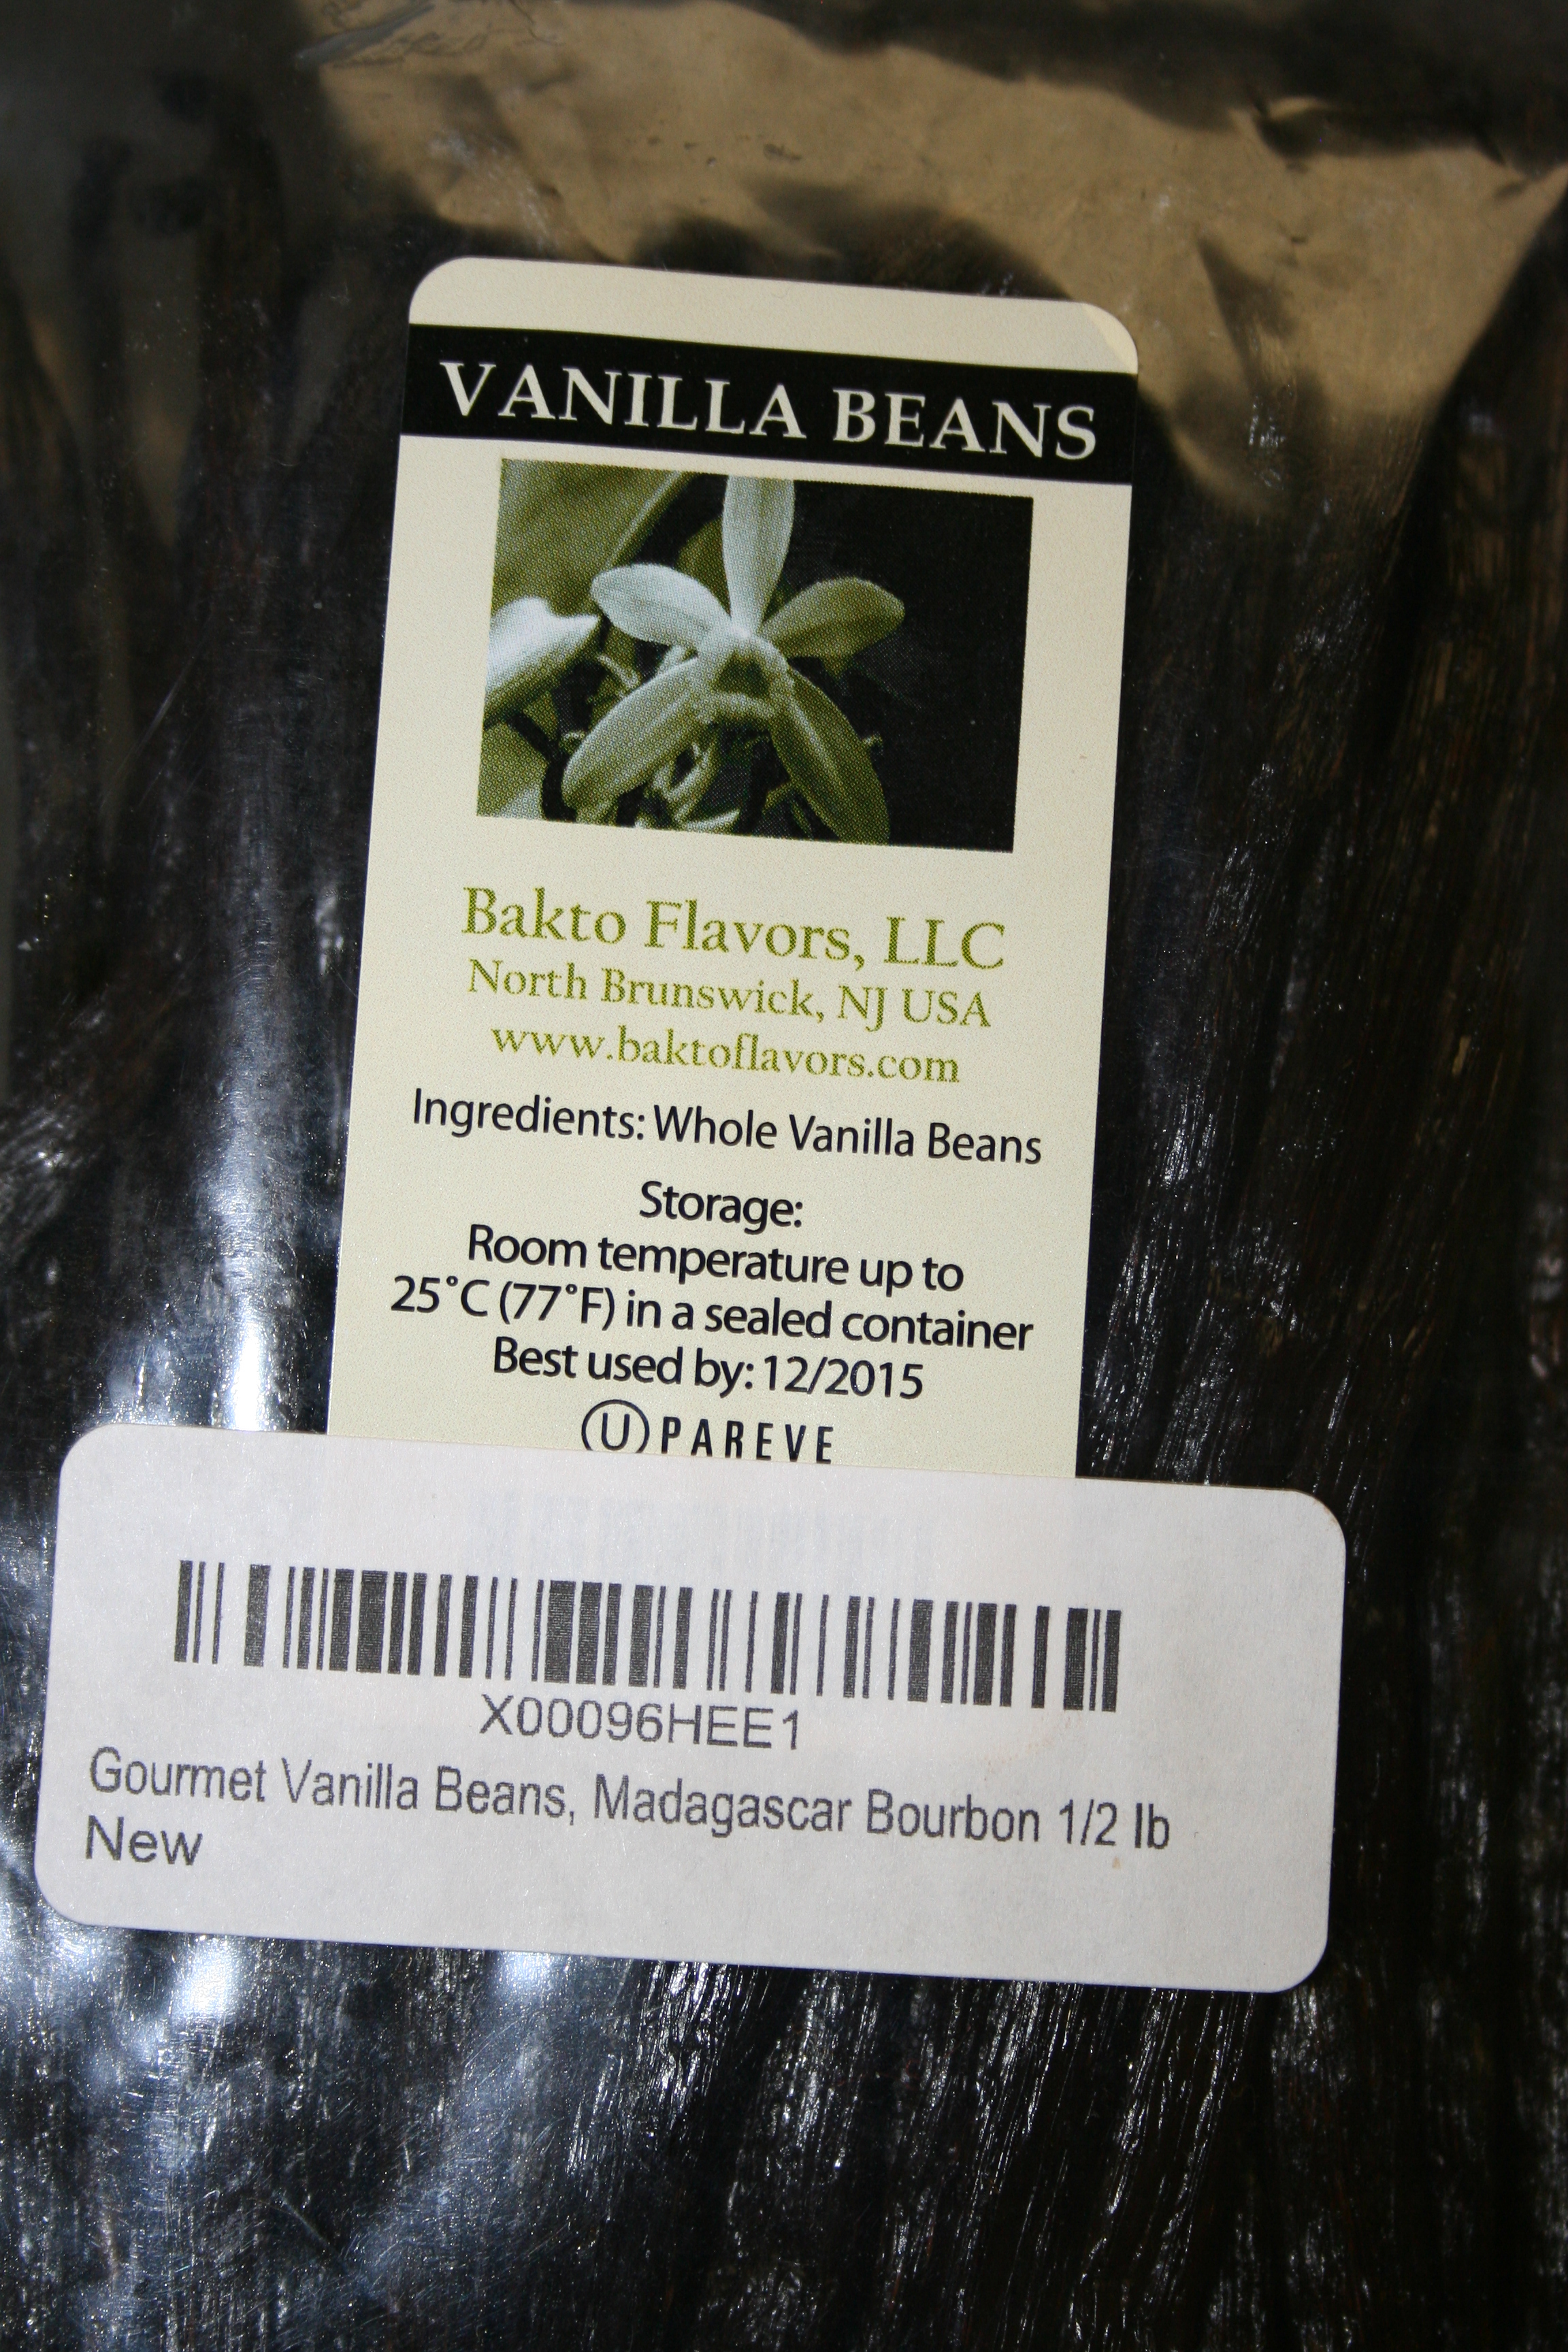 VANILLA BEANS
Bakto Flavors, LLC
North Brunswick, NJ USA
www.baktoflavors.com
Ingredients: Whole Vanilla Beans
Storage:
Room temperature up to
25°C (77°F) in a sealed container
Best used by: 12/2015
Ⓤ PAREVE
X00096HEE1
Gourmet Vanilla Beans, Madagascar Bourbon 1/2 lb
New